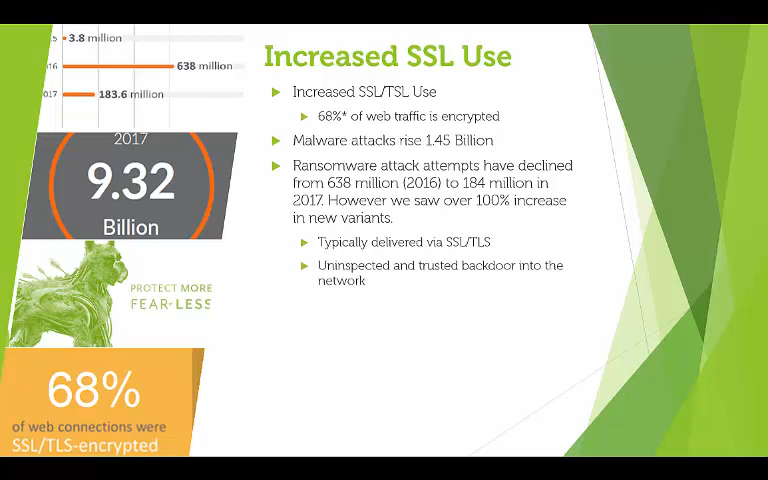 15 3.8 million
16 638 million
017 183.6 million
2017
9.32
Billion
PROTECT MORE
FEAR LESS
68%
of web connections were
SSL/TLS-encrypted
Increased SSL Use
Increased SSL/TSL Use
68%* of web traffic is encrypted
Malware attacks rise 1.45 Billion
Ransomware attack attempts have declined
from 638 million (2016) to 184 million in
2017. However we saw over 100% increase
in new variants.
Typically delivered via SSL/TLS
Uninspected and trusted backdoor into the
network